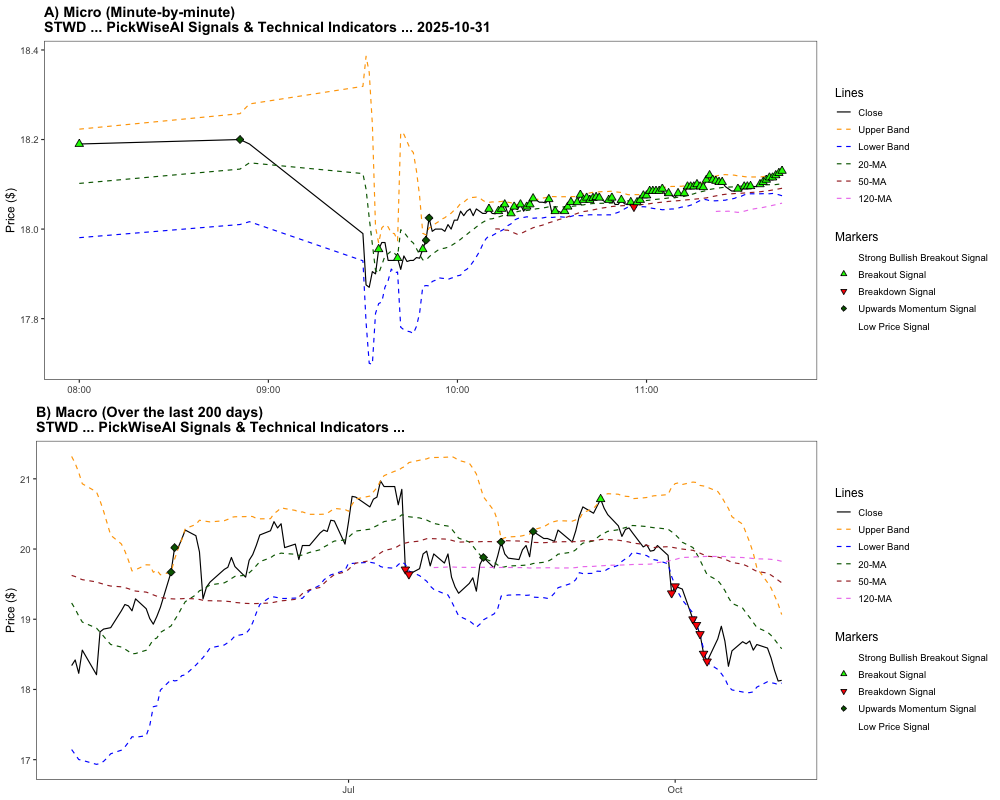 A) Micro (Minute-by-minute)
STWD ... PickWiseAI Signals & Technical Indicators ... 2025-10-31
18.4
18.2
18.0
17.8
Price ($)
08:00
09:00
10:00
11:00
Lines
Close
Upper Band
Lower Band
20-MA
50-MA
120-MA
Markers
Strong Bullish Breakout Signal
Breakout Signal
Breakdown Signal
Upwards Momentum Signal
Low Price Signal
B) Macro (Over the last 200 days)
STWD ... PickWiseAI Signals & Technical Indicators ...
21
20
19
18
17
Price ($)
Jul
Oct
Lines
Close
Upper Band
Lower Band
20-MA
50-MA
120-MA
Markers
Strong Bullish Breakout Signal
Breakout Signal
Breakdown Signal
Upwards Momentum Signal
Low Price Signal